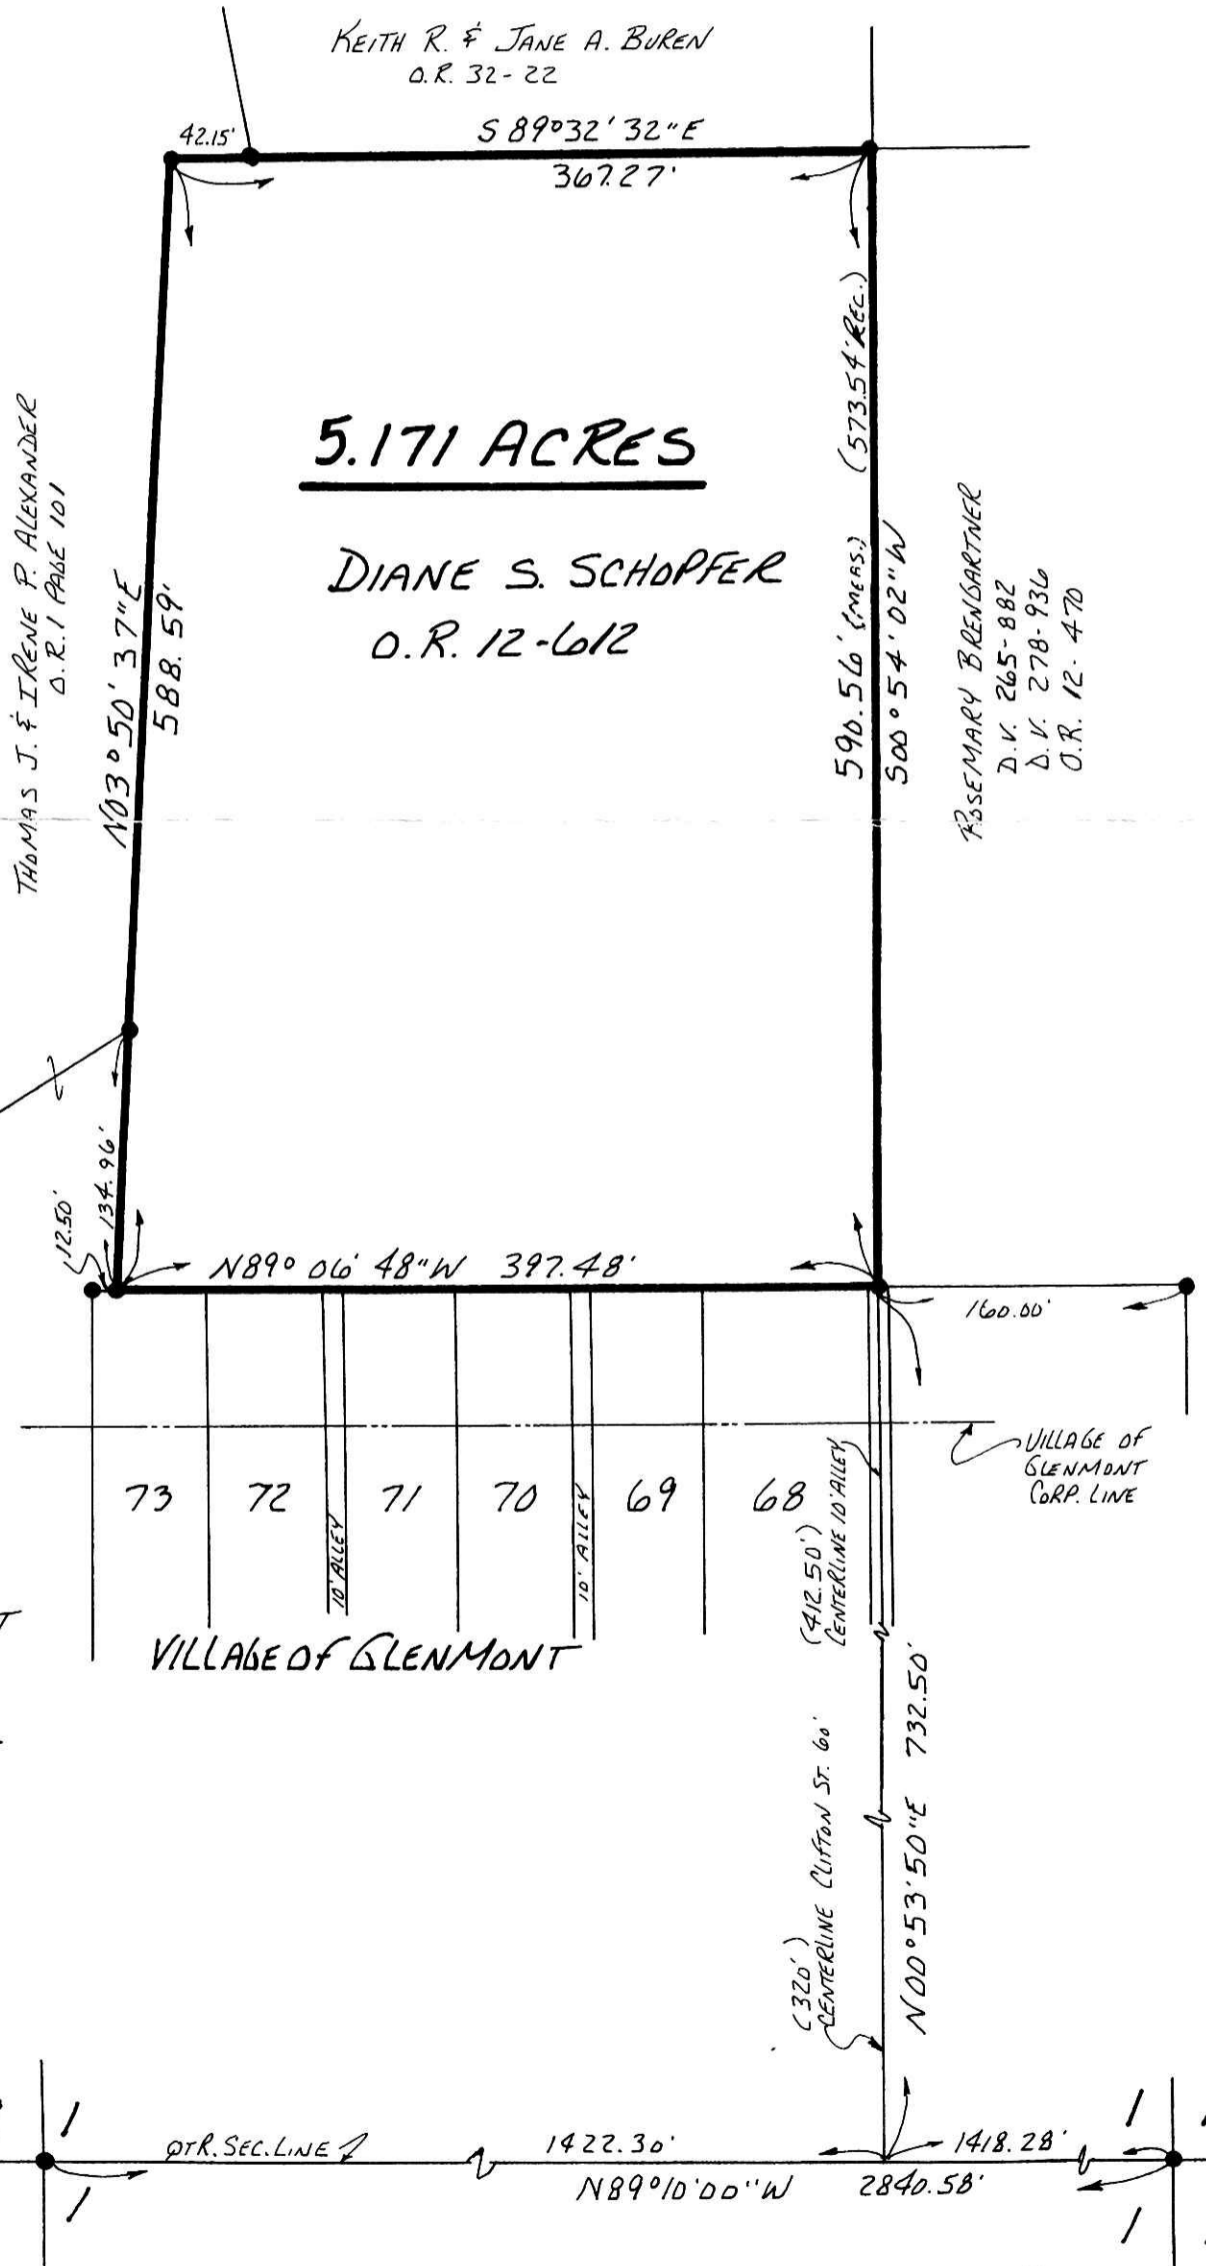 KEITH R. & JANE A. BUREN
O.R. 32-22
42.15'
S 89°32'32"E
367.27'
(573.54' REC.)
590.56' (MEAS.)
S00°54'02"W
THOMAS J. & IRENE P. ALEXANDER
O.R. 1 PAGE 101
N03°50'37"E
588.59'
5.171 ACRES
DIANE S. SCHOPFER
O.R. 12-612
ROSEMARY BRENGARTNER
D.V. 265-882
D.V. 278-936
O.R. 12-470
12.50'
134.96'
N89°06'48"W 397.48'
160.00'
VILLAGE OF
GLENMONT
CORP. LINE
73
72
71
70
69
68
10' ALLEY
10' ALLEY
(412.50')
CENTERLINE 10' ALLEY
VILLAGE OF GLENMONT
732.50'
N00°53'50"E
(320')
CENTERLINE CLIFTON ST. 60'
1
1
QTR. SEC. LINE
1422.30'
1418.28'
N89°10'00"W
2840.58'
1
1